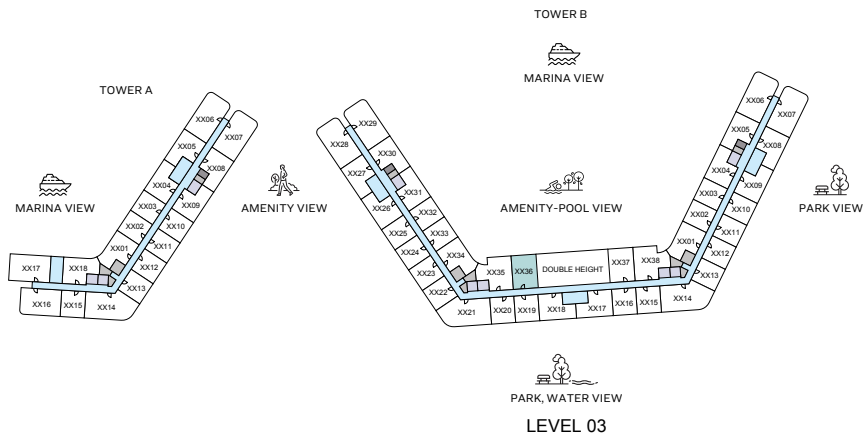 TOWER B
MARINA VIEW
TOWER A
MARINA VIEW
AMENITY VIEW
AMENITY-POOL VIEW
PARK VIEW
XX06
XX07
XX05
XX08
XX04
XX09
XX03
XX10
XX02
XX11
XX01
XX12
XX13
XX17
XX18
XX16
XX15
XX14
XX29
XX28
XX30
XX27
XX31
XX26
XX32
XX25
XX33
XX24
XX34
XX23
XX22
XX35
XX36
DOUBLE HEIGHT
XX37
XX38
XX21
XX20
XX19
XX18
XX17
XX16
XX15
XX14
XX06
XX07
XX05
XX08
XX04
XX09
XX03
XX10
XX02
XX11
XX01
XX12
XX13
PARK, WATER VIEW
LEVEL 03